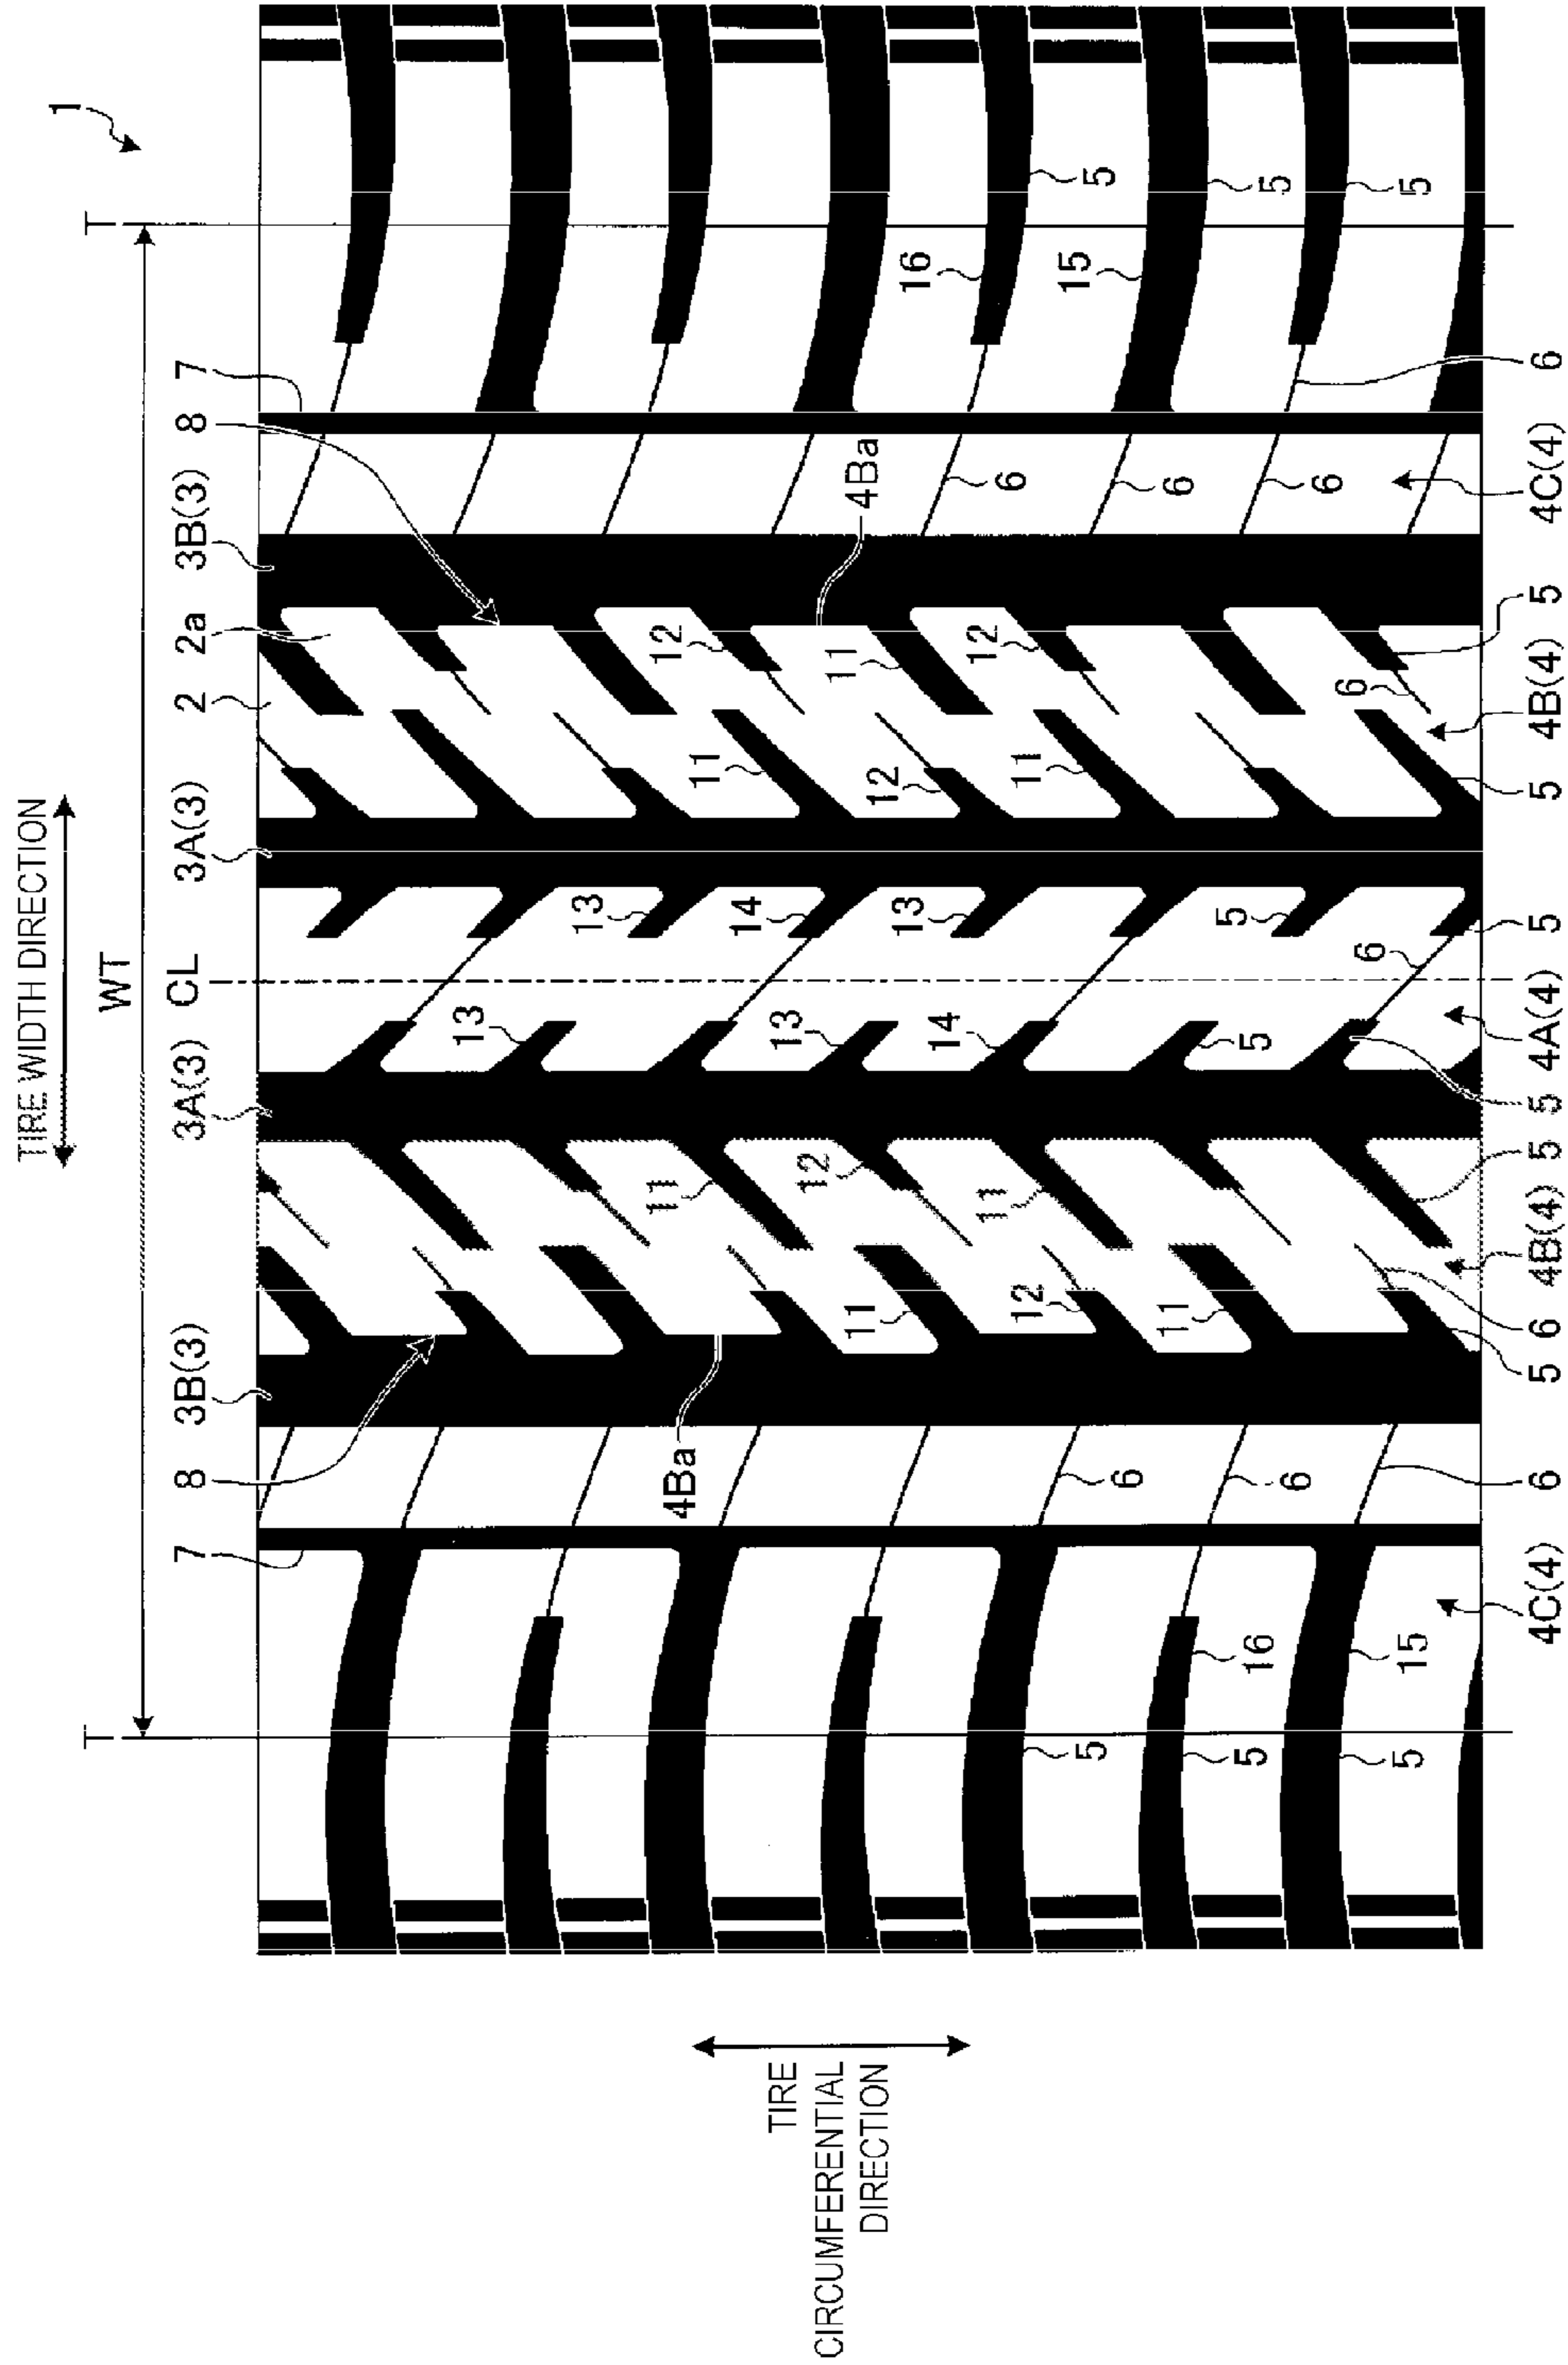 TIRE WIDTH DIRECTION
1
T
WT
T
7
8
3B(3)
3A(3)
CL
3A(3)
2
2a
3B(3)
8
7
13
13
11
12
4Ba
11
14
13
12
11
11
4Ba
12
13
16
14
12
11
6
12
11
15
5
5
6
11
6
5
5
5
16
5
6
6
6
6
5
15
5
4C(4)
6
5
6
4B(4)
5
5
4A(4)
5
5
4B(4)
5
4C(4)
6
TIRE
CIRCUMFERENTIAL
DIRECTION